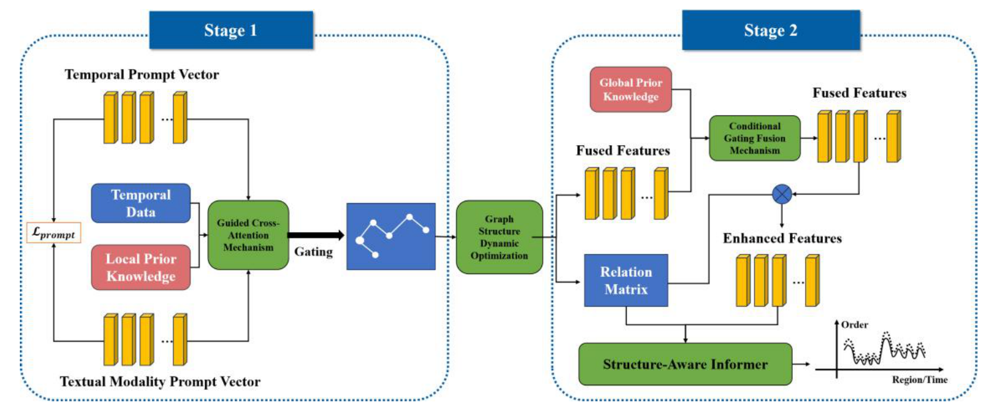 Stage 1
Temporal Prompt Vector
...
Temporal
Data
ℒprompt
Local Prior
Knowledge
Guided Cross-
Attention
Mechanism
Gating
...
Textual Modality Prompt Vector
Graph
Structure
Dynamic
Optimization
Stage 2
Global Prior
Knowledge
Conditional
Gating Fusion
Mechanism
Fused Features
...
Fused Features
...
Relation
Matrix
Enhanced Features
...
Structure-Aware Informer
Order
Region/Time